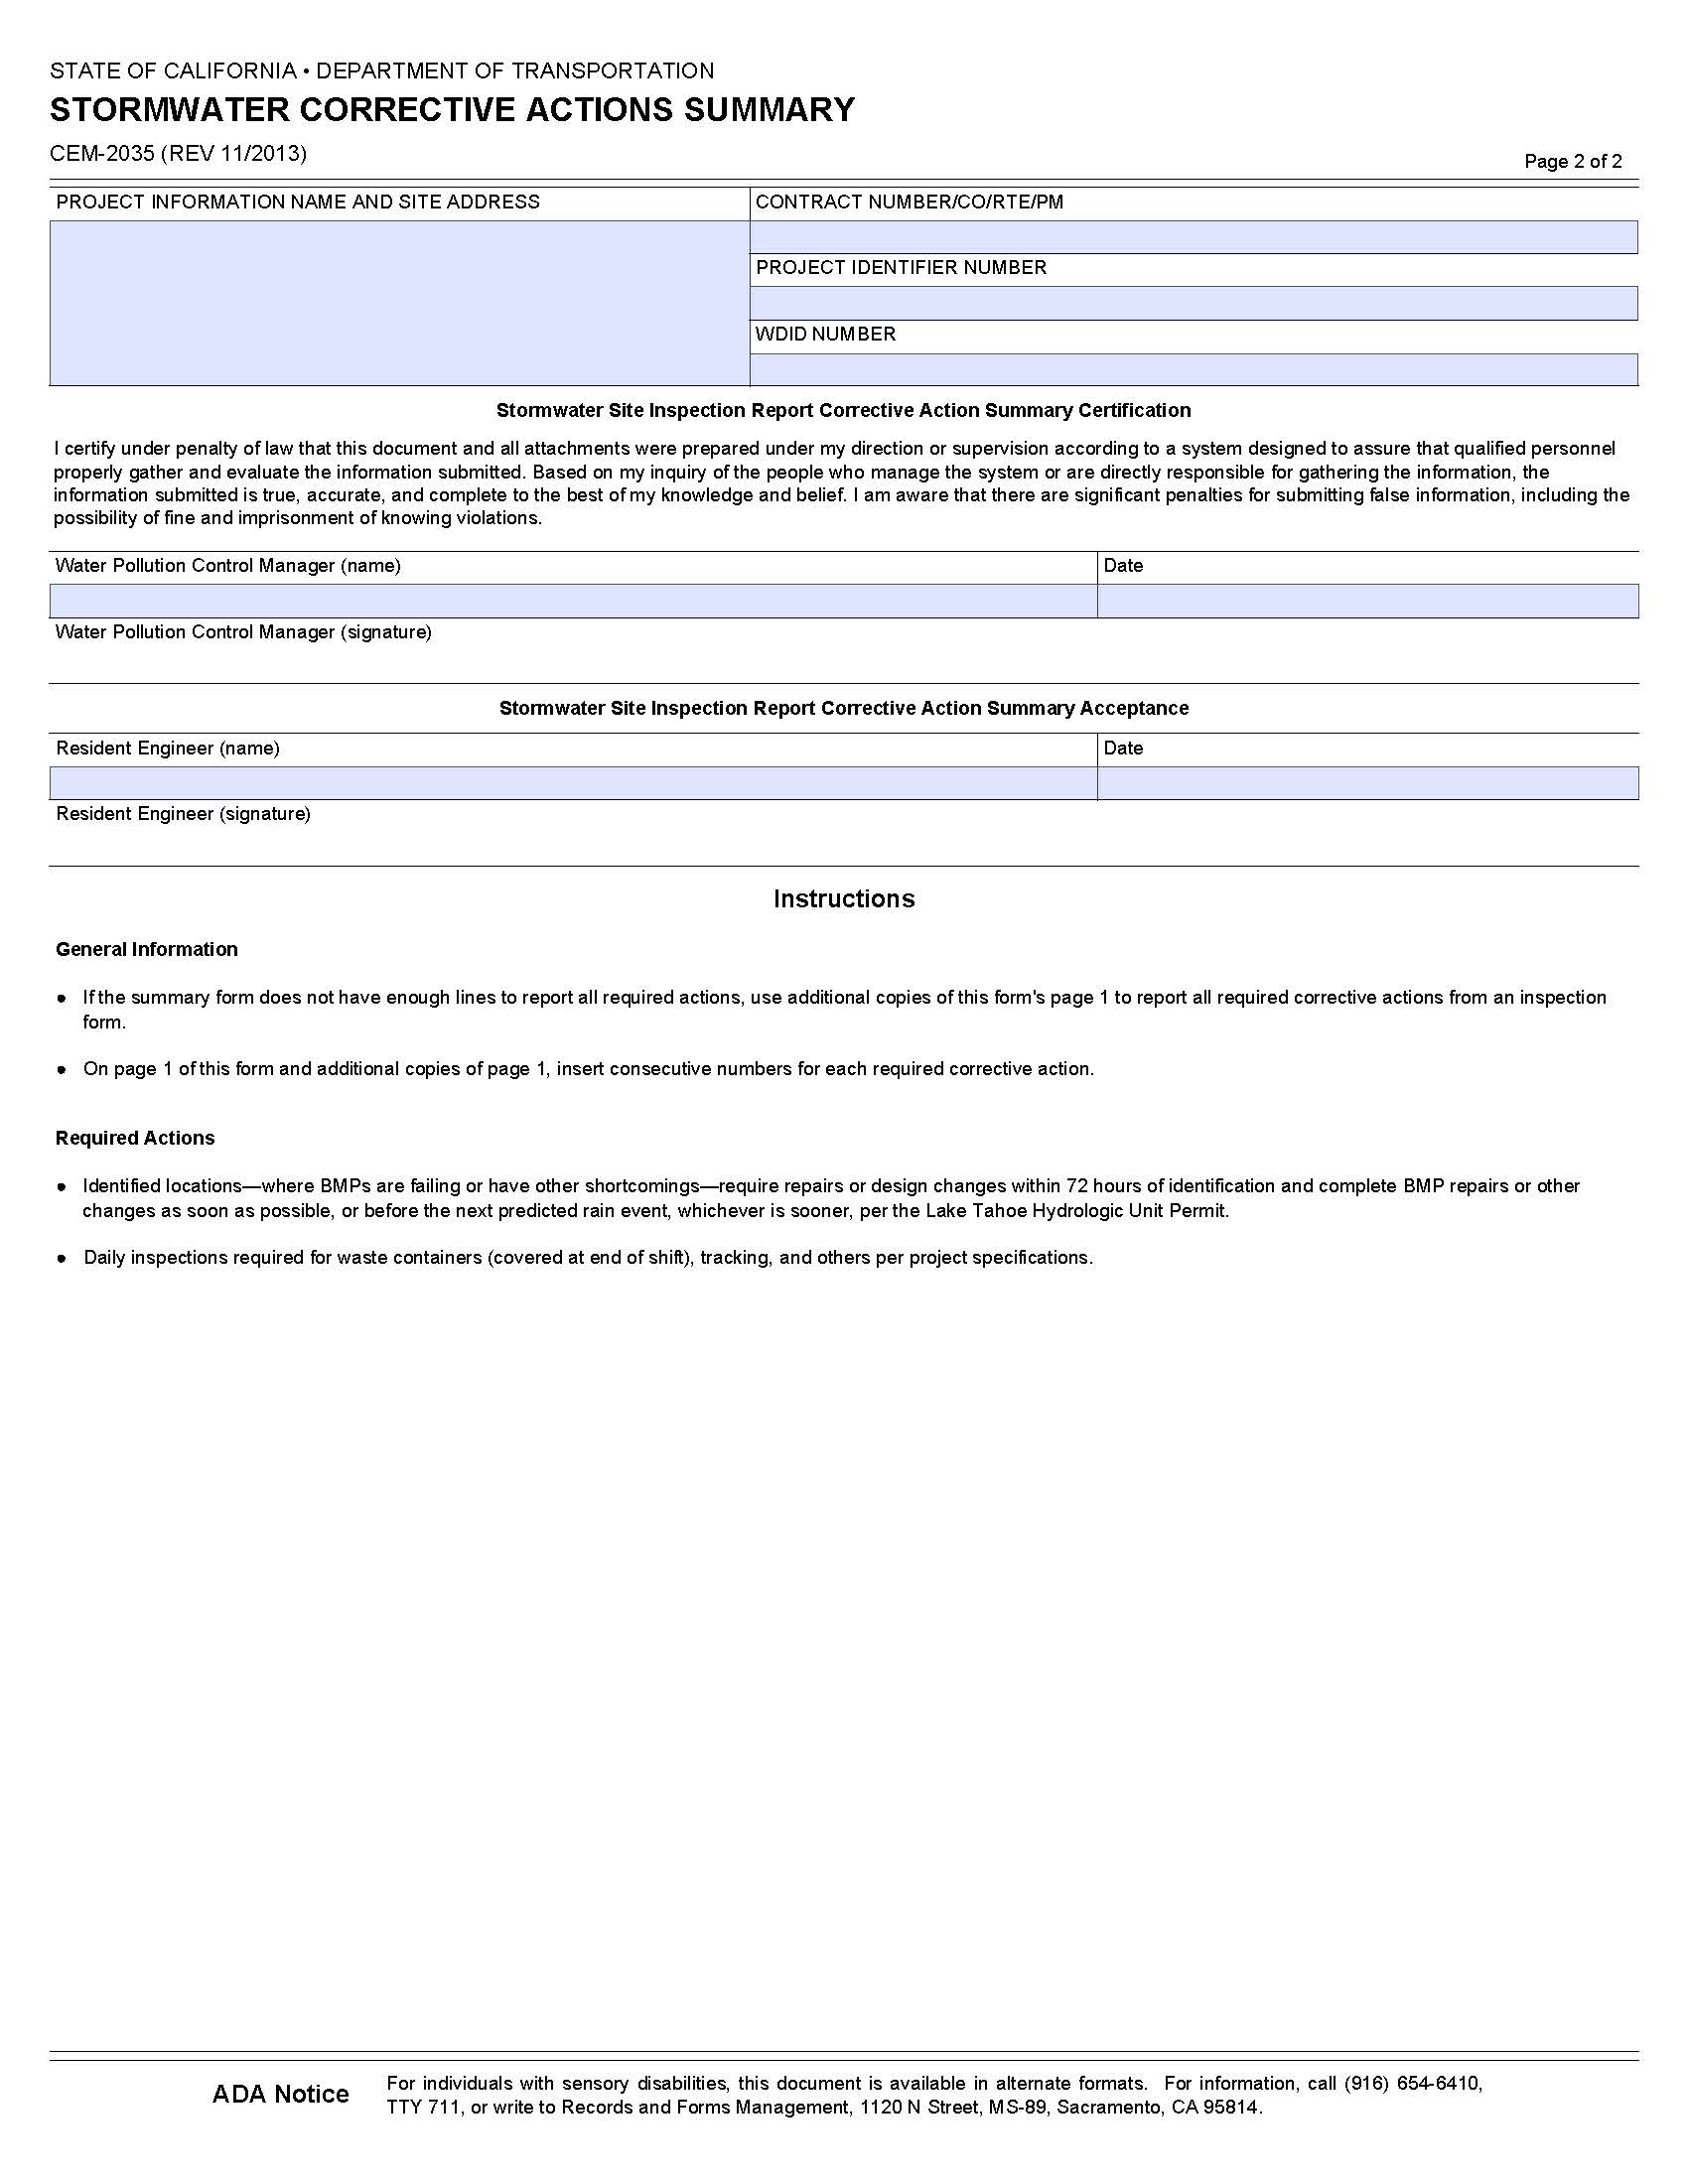 STATE OF CALIFORNIA • DEPARTMENT OF TRANSPORTATION
STORMWATER CORRECTIVE ACTIONS SUMMARY
CEM-2035 (REV 11/2013)
Page 2 of 2
PROJECT INFORMATION NAME AND SITE ADDRESS
CONTRACT NUMBER/CO/RTE/PM
PROJECT IDENTIFIER NUMBER
WDID NUMBER
Stormwater Site Inspection Report Corrective Action Summary Certification
I certify under penalty of law that this document and all attachments were prepared under my direction or supervision according to a system designed to assure that qualified personnel
properly gather and evaluate the information submitted. Based on my inquiry of the people who manage the system or are directly responsible for gathering the information, the
information submitted is true, accurate, and complete to the best of my knowledge and belief. I am aware that there are significant penalties for submitting false information, including the
possibility of fine and imprisonment of knowing violations.
Water Pollution Control Manager (name)
Date
Water Pollution Control Manager (signature)
Stormwater Site Inspection Report Corrective Action Summary Acceptance
Resident Engineer (name)
Date
Resident Engineer (signature)
Instructions
General Information
• If the summary form does not have enough lines to report all required actions, use additional copies of this form's page 1 to report all required corrective actions from an inspection
form.
• On page 1 of this form and additional copies of page 1, insert consecutive numbers for each required corrective action.
Required Actions
• Identified locations—where BMPs are failing or have other shortcomings—require repairs or design changes within 72 hours of identification and complete BMP repairs or other
changes as soon as possible, or before the next predicted rain event, whichever is sooner, per the Lake Tahoe Hydrologic Unit Permit.
• Daily inspections required for waste containers (covered at end of shift), tracking, and others per project specifications.
ADA Notice
For individuals with sensory disabilities, this document is available in alternate formats. For information, call (916) 654-6410,
TTY 711, or write to Records and Forms Management, 1120 N Street, MS-89, Sacramento, CA 95814.